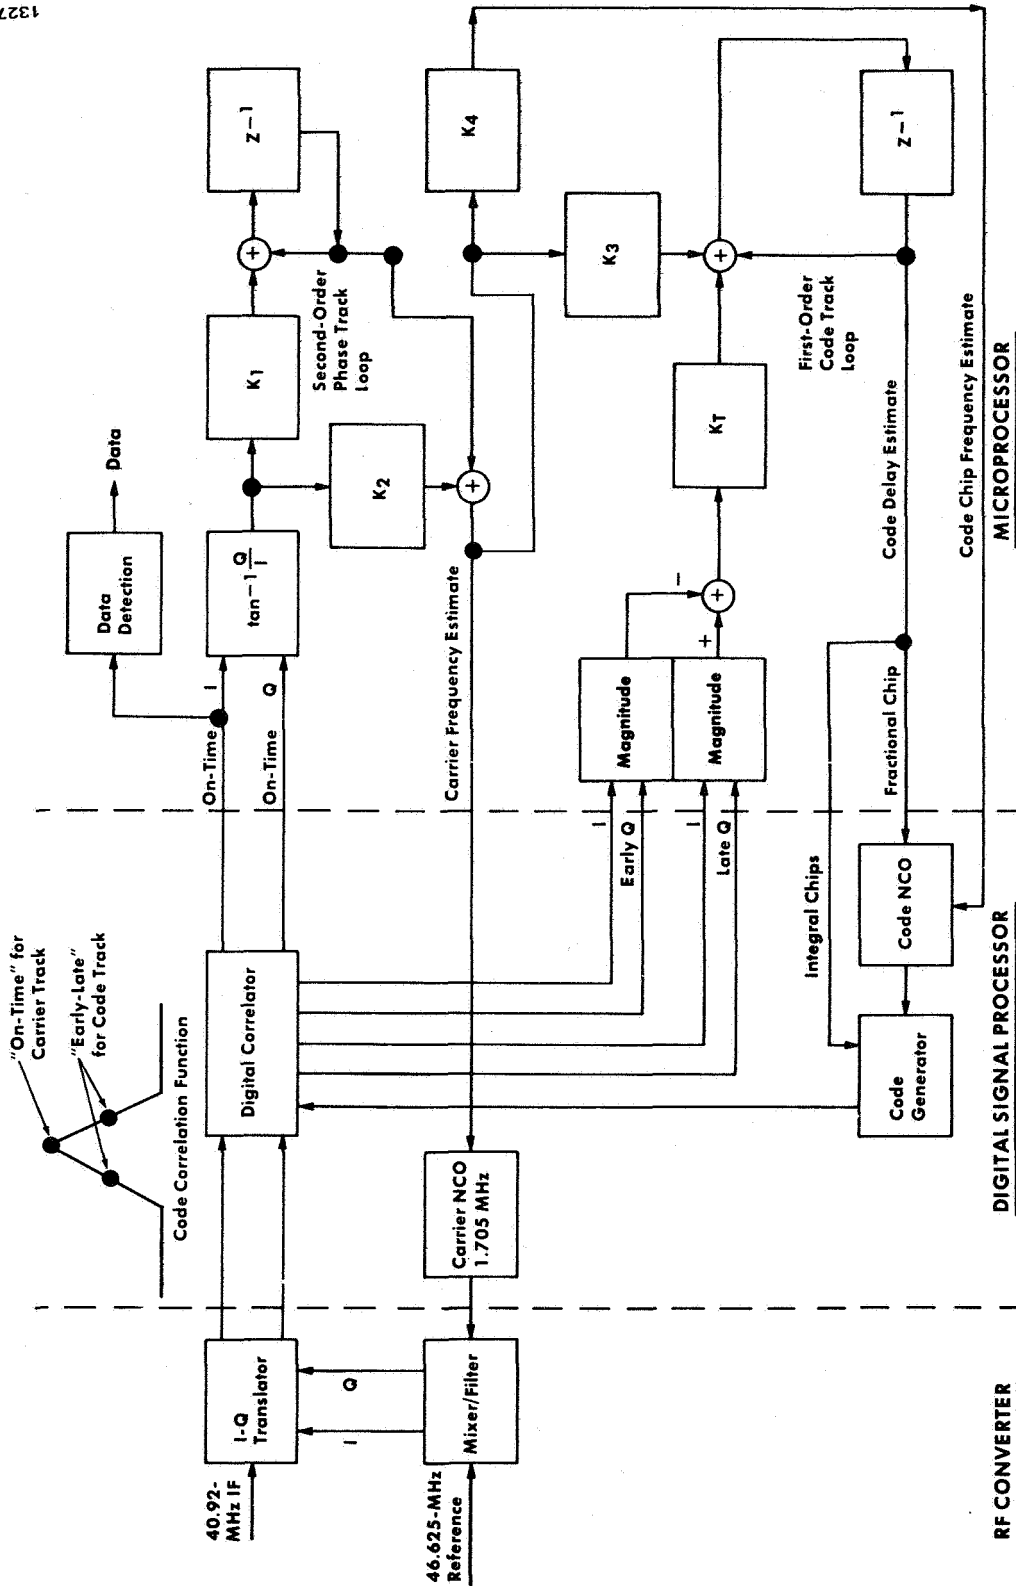 1327
"On-Time" for
Carrier Track
"Early-Late"
for Code Track
Code Correlation Function
40.92-
MHz IF
I-Q
Translator
I
Q
46.625-MHz
Reference
Mixer/Filter
Carrier NCO
1.705 MHz
Digital Correlator
On-Time
I
On-Time
Q
Data
Detection
Data
tan⁻¹ Q/I
K1
Z⁻¹
Second-Order
Phase Track
Loop
K2
Carrier Frequency Estimate
K4
K3
I
Early Q
I
Late Q
Magnitude
Magnitude
−
+
+
+
+
+
KT
First-Order
Code Track
Loop
Z⁻¹
Integral Chips
Fractional Chip
Code Delay Estimate
Code
Generator
Code NCO
Code Chip Frequency Estimate
RF CONVERTER
DIGITAL SIGNAL PROCESSOR
MICROPROCESSOR